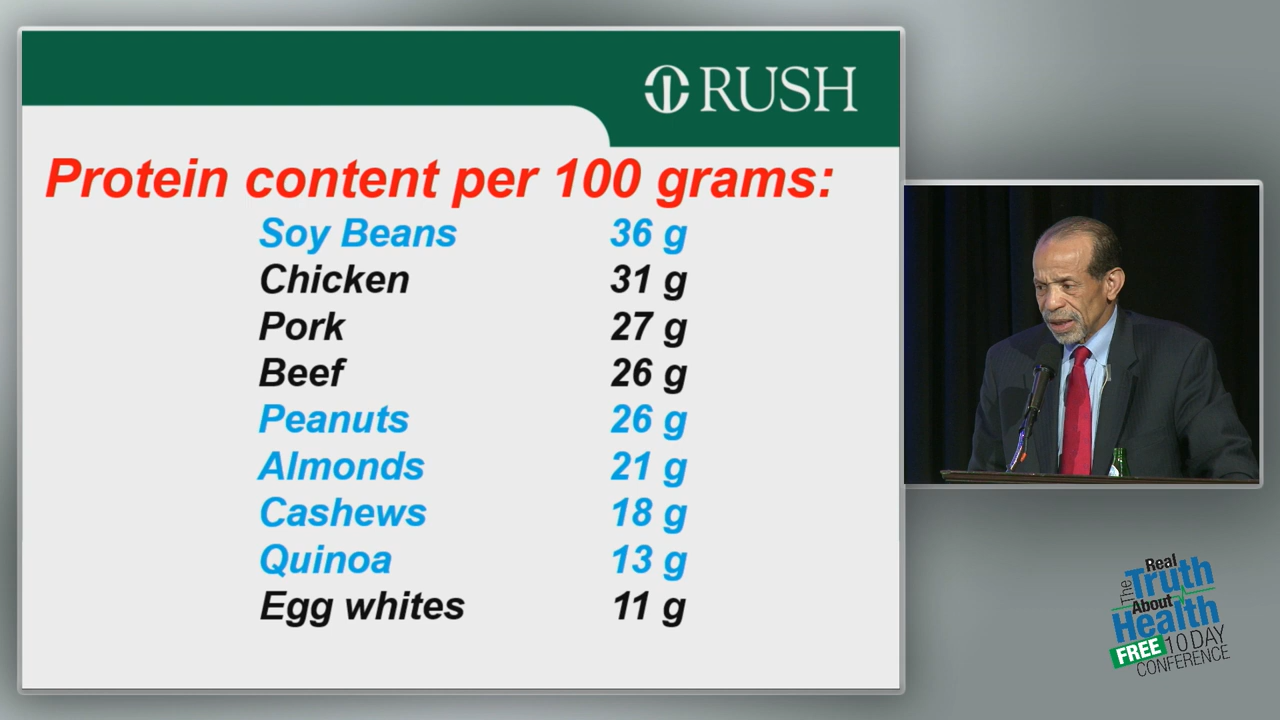 RUSH
Protein content per 100 grams:
Soy Beans 36 g
Chicken 31 g
Pork 27 g
Beef 26 g
Peanuts 26 g
Almonds 21 g
Cashews 18 g
Quinoa 13 g
Egg whites 11 g
The Real
Truth
About
Health
FREE 10 DAY
CONFERENCE